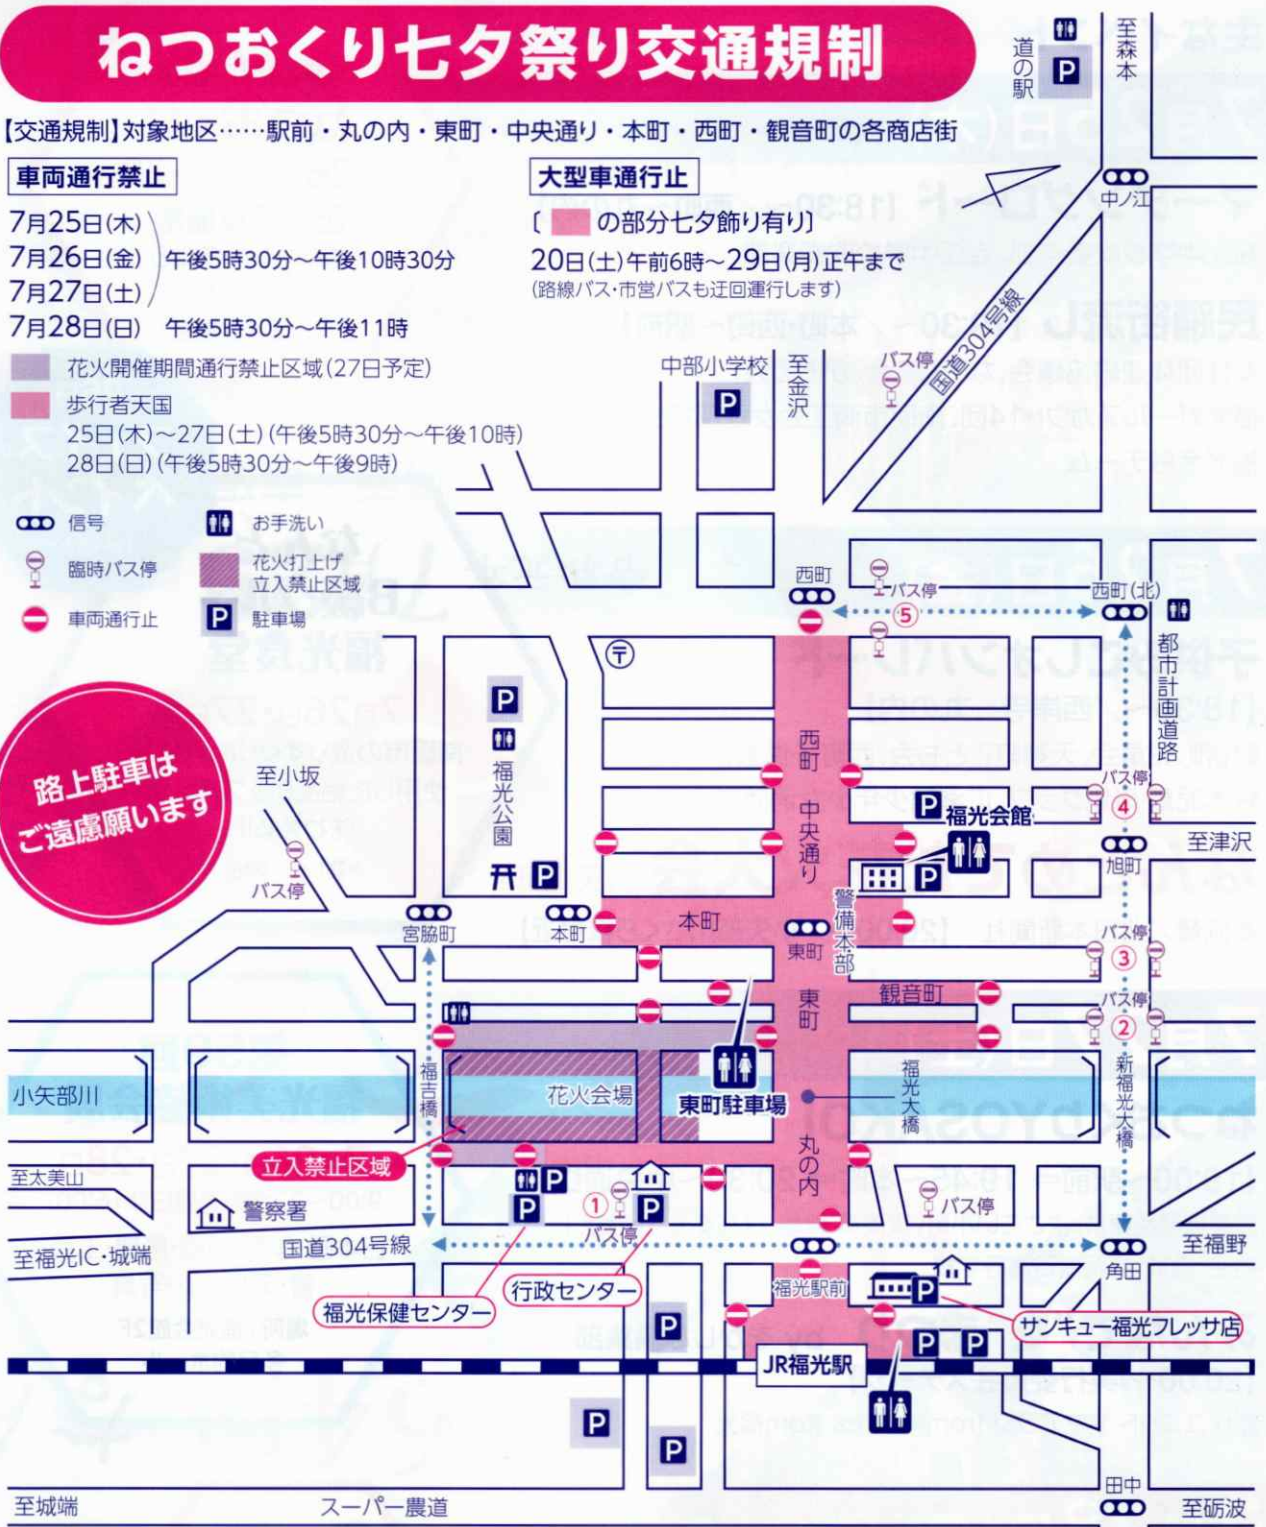 ねつおくり七夕祭り交通規制
【交通規制】対象地区……駅前・丸の内・東町・中央通り・本町・西町・観音町の各商店街
車両通行禁止
7月25日(木)
7月26日(金) 午後5時30分～午後10時30分
7月27日(土)
7月28日(日) 午後5時30分～午後11時
花火開催期間通行禁止区域(27日予定)
歩行者天国
25日(木)～27日(土)(午後5時30分～午後10時)
28日(日)(午後5時30分～午後9時)
大型車通行止
[ の部分七夕飾り有り]
20日(土)午前6時～29日(月)正午まで
(路線バス・市営バスも迂回運行します)
信号
お手洗い
臨時バス停
花火打上げ
立入禁止区域
車両通行止
P 駐車場
路上駐車は
ご遠慮願います
道の駅
P
至森本
中ノ江
国道304号線
バス停
中部小学校
P
至金沢
西町
バス停
⑤
西町(北)
都市計画道路
〒
P
福光公園
P
至小坂
バス停
西町
中央通り
P
福光会館
P
バス停
④
至津沢
旭町
宮脇町
本町
本町
東町
警備本部
バス停
③
東町
観音町
バス停
②
小矢部川
福吉橋
花火会場
東町駐車場
福光大橋
新福光大橋
立入禁止区域
丸の内
至太美山
警察署
P
①
バス停
P
バス停
至福光IC・城端
国道304号線
至福野
角田
福光保健センター
行政センター
福光駅前
P
サンキュー福光フレッサ店
P
JR福光駅
P
P
P
P
田中
至城端
スーパー農道
至砺波